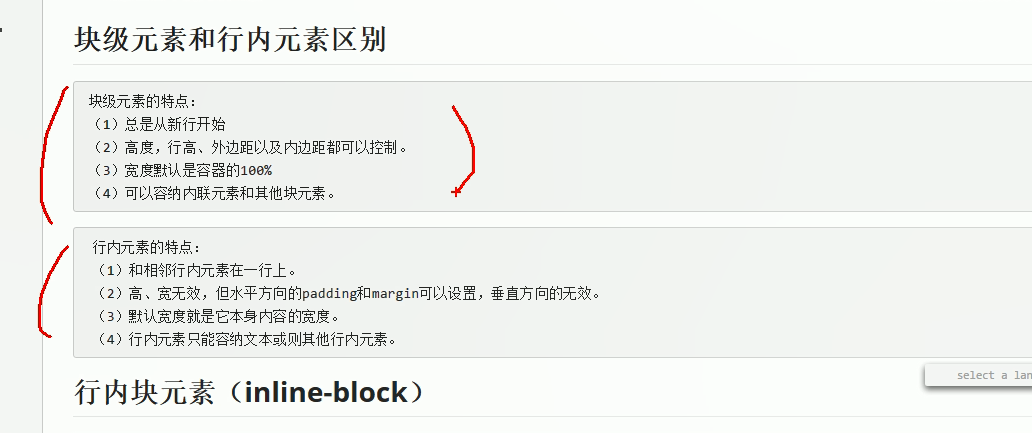 块级元素和行内元素区别
块级元素的特点：
（1）总是从新行开始
（2）高度，行高、外边距以及内边距都可以控制。
（3）宽度默认是容器的100%
（4）可以容纳内联元素和其他块元素。
行内元素的特点：
（1）和相邻行内元素在一行上。
（2）高、宽无效，但水平方向的padding和margin可以设置，垂直方向的无效。
（3）默认宽度就是它本身内容的宽度。
（4）行内元素只能容纳文本或则其他行内元素。
select a lan
行内块元素（inline-block）